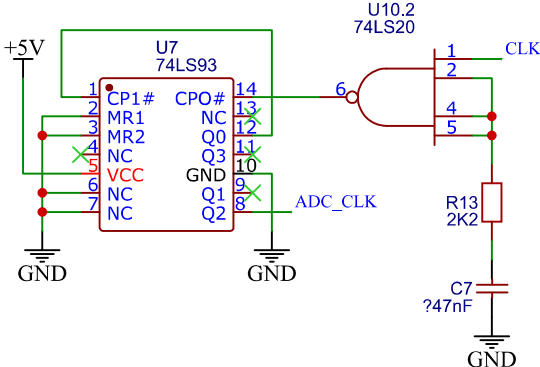 U10.2
74LS20
+5V
U7
74LS93
1
2
4
5
6
CLK
1
2
3
4
5
6
7
CP1#
MR1
MR2
NC
VCC
NC
NC
CPO#
NC
Q0
Q3
GND
Q1
Q2
14
13
12
11
10
9
8
ADC_CLK
R13
2K2
C7
?47nF
GND
GND
GND